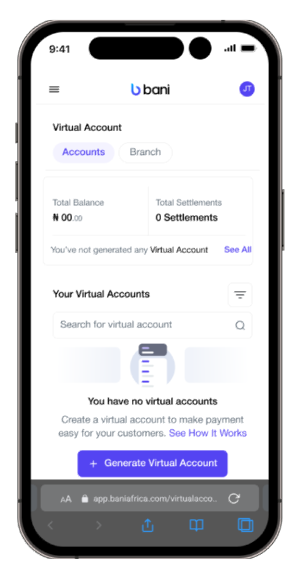 9:41
bani
JT
Virtual Account
Accounts Branch
Total Balance Total Settlements
₦ 00.00 0 Settlements
You've not generated any Virtual Account See All
Your Virtual Accounts
Search for virtual account
You have no virtual accounts
Create a virtual account to make payment
easy for your customers. See How It Works
+ Generate Virtual Account
AA app.baniafrica.com/virtualacco...